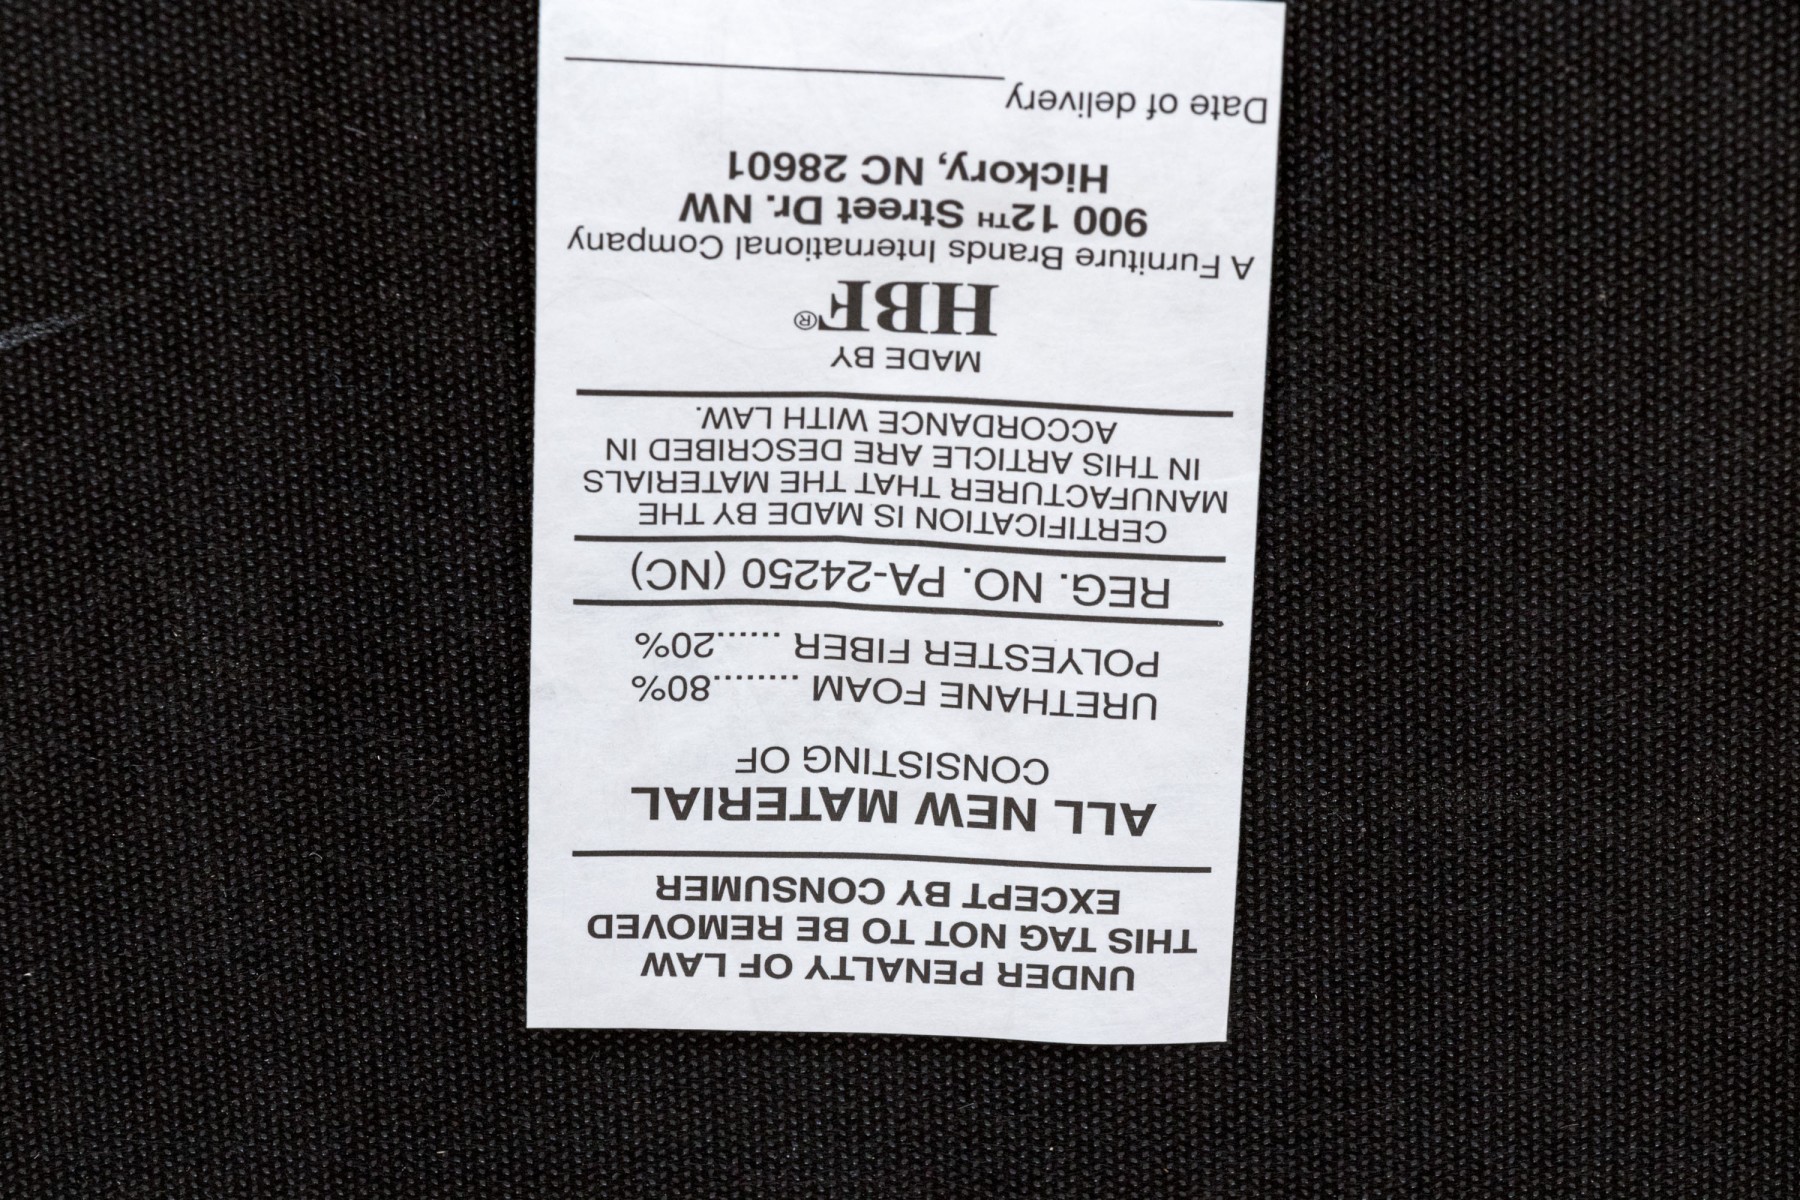 UNDER PENALTY OF LAW
THIS TAG NOT TO BE REMOVED
EXCEPT BY CONSUMER
ALL NEW MATERIAL
CONSISTING OF
URETHANE FOAM ........80%
POLYESTER FIBER ......20%
REG. NO. PA-24250 (NC)
CERTIFICATION IS MADE BY THE
MANUFACTURER THAT THE MATERIALS
IN THIS ARTICLE ARE DESCRIBED IN
ACCORDANCE WITH LAW.
MADE BY
HBF®
A Furniture Brands International Company
900 12TH Street Dr. NW
Hickory, NC 28601
Date of delivery